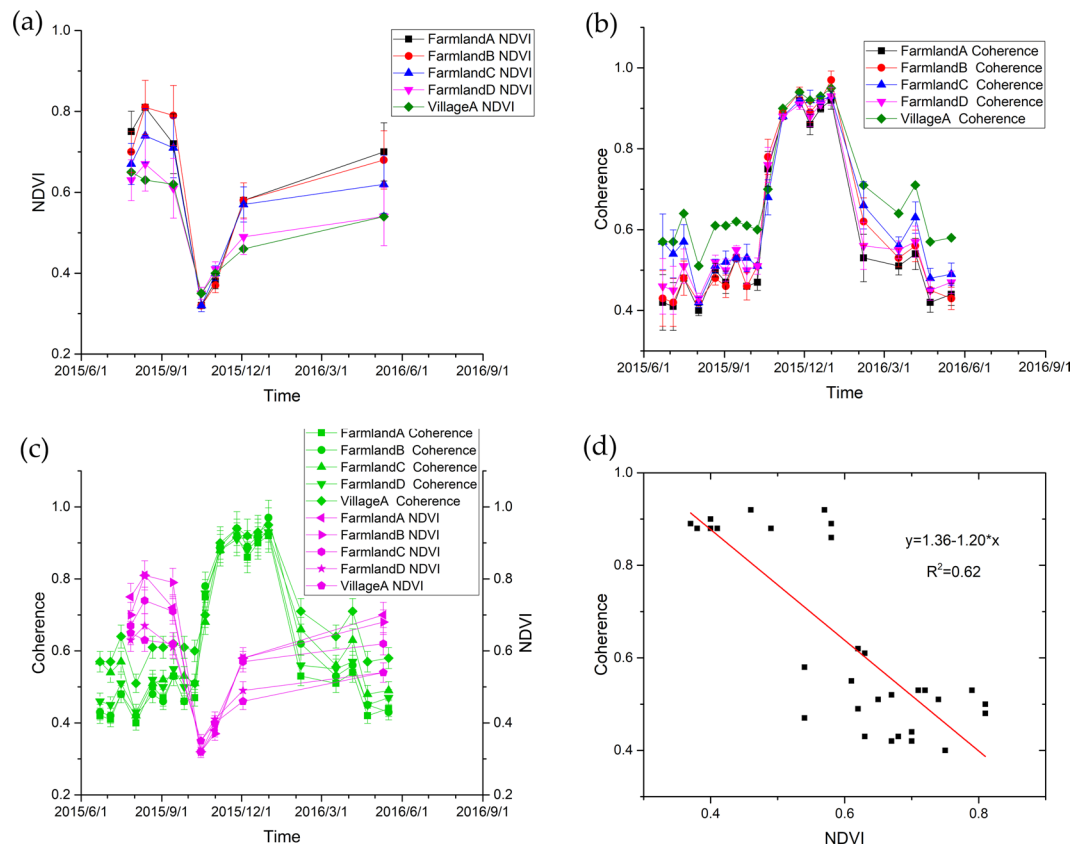 (a)
1.0
0.8
0.6
0.4
0.2
NDVI
FarmlandA NDVI
FarmlandB NDVI
FarmlandC NDVI
FarmlandD NDVI
VillageA NDVI
2015/6/1 2015/9/1 2015/12/1 2016/3/1 2016/6/1 2016/9/1
Time
(b)
1.0
0.8
0.6
0.4
Coherence
FarmlandA Coherence
FarmlandB Coherence
FarmlandC Coherence
FarmlandD Coherence
VillageA Coherence
2015/6/1 2015/9/1 2015/12/1 2016/3/1 2016/6/1 2016/9/1
Time
(c)
1.0
0.8
0.6
0.4
0.2
Coherence
FarmlandA Coherence
FarmlandB Coherence
FarmlandC Coherence
FarmlandD Coherence
VillageA Coherence
FarmlandA NDVI
FarmlandB NDVI
FarmlandC NDVI
FarmlandD NDVI
VillageA NDVI
1.0
0.8
0.6
0.4
0.2
NDVI
2015/6/1 2015/9/1 2015/12/1 2016/3/1 2016/6/1 2016/9/1
Time
(d)
1.0
0.8
0.6
0.4
Coherence
y=1.36-1.20*x
R²=0.62
0.4 0.6 0.8
NDVI